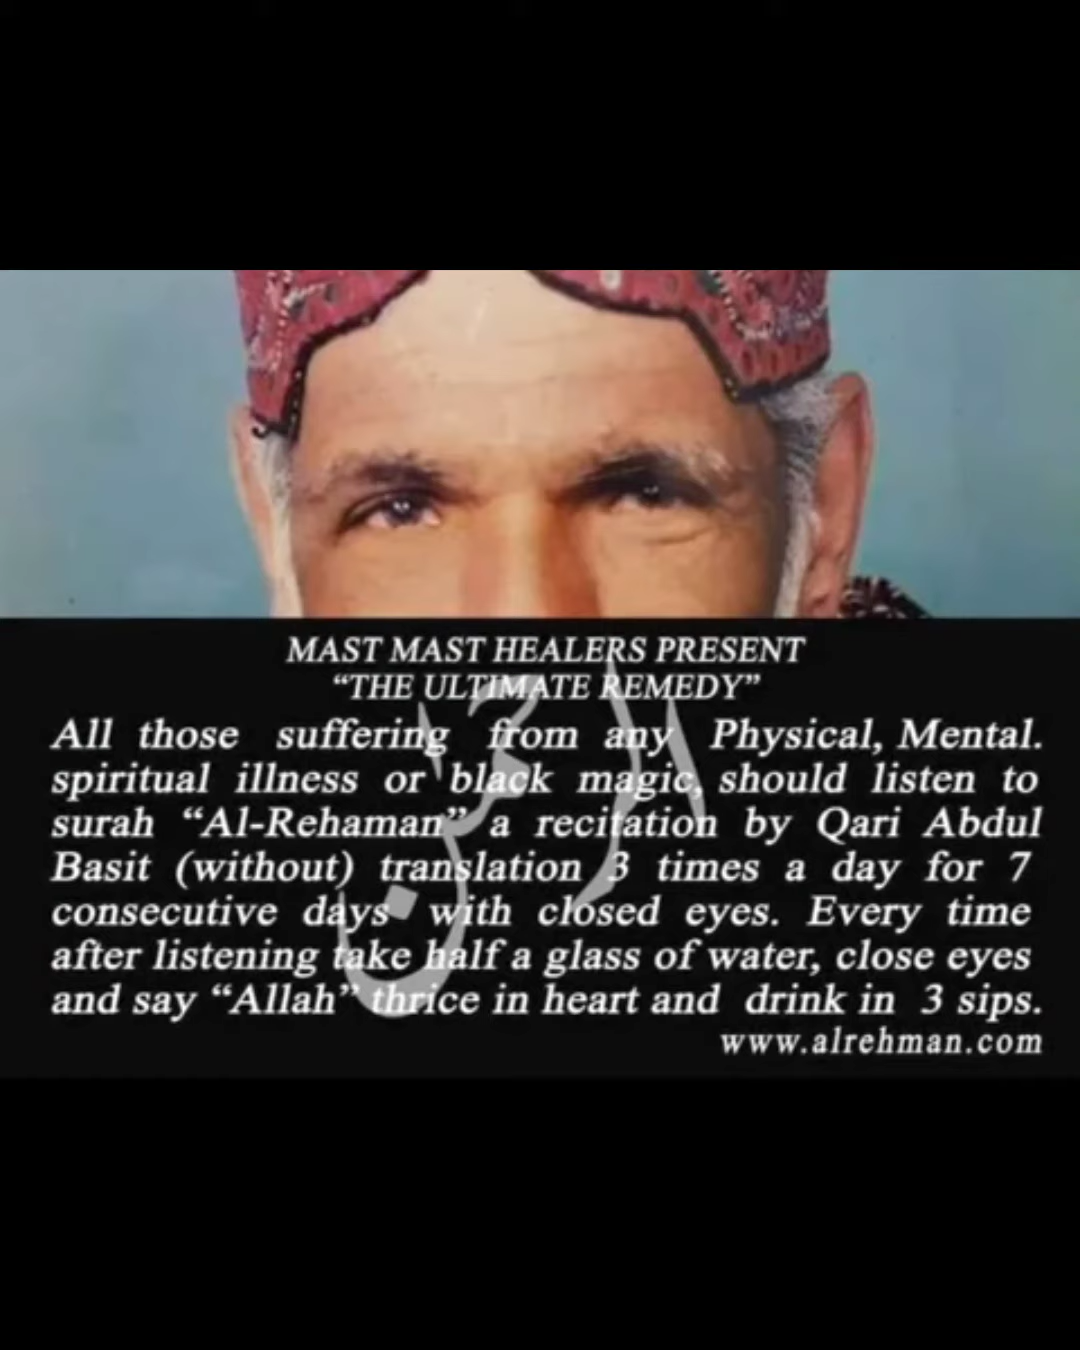 MAST MAST HEALERS PRESENT
“THE ULTIMATE REMEDY”
All those suffering from any Physical, Mental.
spiritual illness or black magic, should listen to
surah “Al-Rehaman” a recitation by Qari Abdul
Basit (without) translation 3 times a day for 7
consecutive days with closed eyes. Every time
after listening take half a glass of water, close eyes
and say “Allah” thrice in heart and drink in 3 sips.
www.alrehman.com
الرحمن